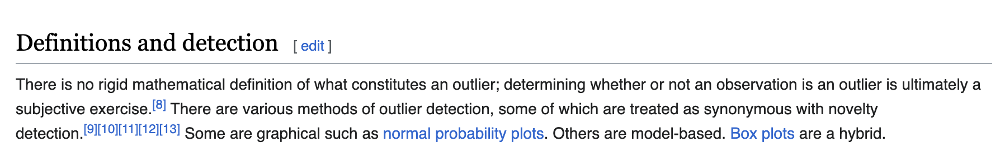 Definitions and detection [ edit ]
There is no rigid mathematical definition of what constitutes an outlier; determining whether or not an observation is an outlier is ultimately a
subjective exercise.[8] There are various methods of outlier detection, some of which are treated as synonymous with novelty
detection.[9][10][11][12][13] Some are graphical such as normal probability plots. Others are model-based. Box plots are a hybrid.